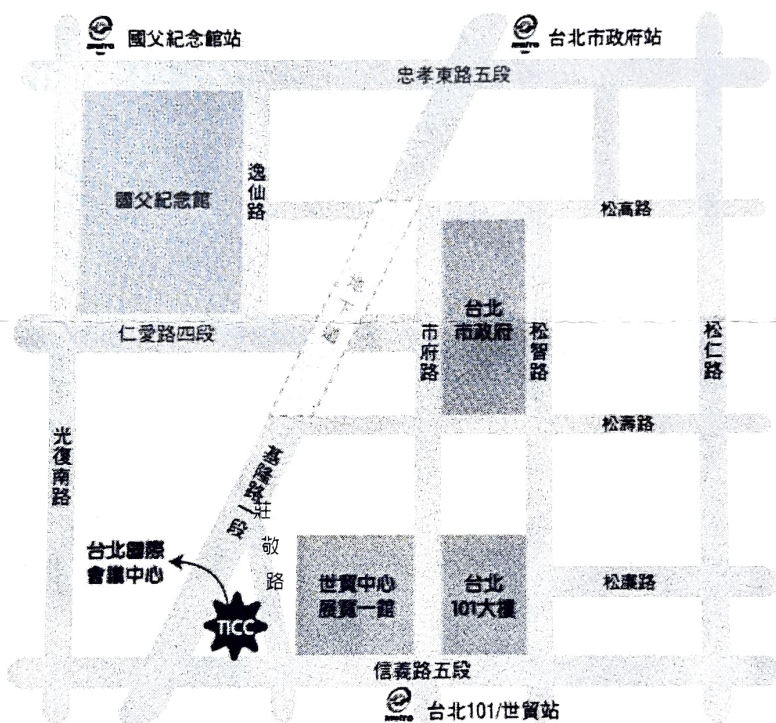 國父紀念館站
台北市政府站
忠孝東路五段
國父紀念館
逸仙路
松高路
地下道
台北
市政府
仁愛路四段
市府路
松智路
松仁路
松壽路
光復南路
基隆路一段
莊敬路
台北國際
會議中心
TICC
世貿中心
展覽一館
台北
101大樓
松廉路
信義路五段
台北101/世貿站